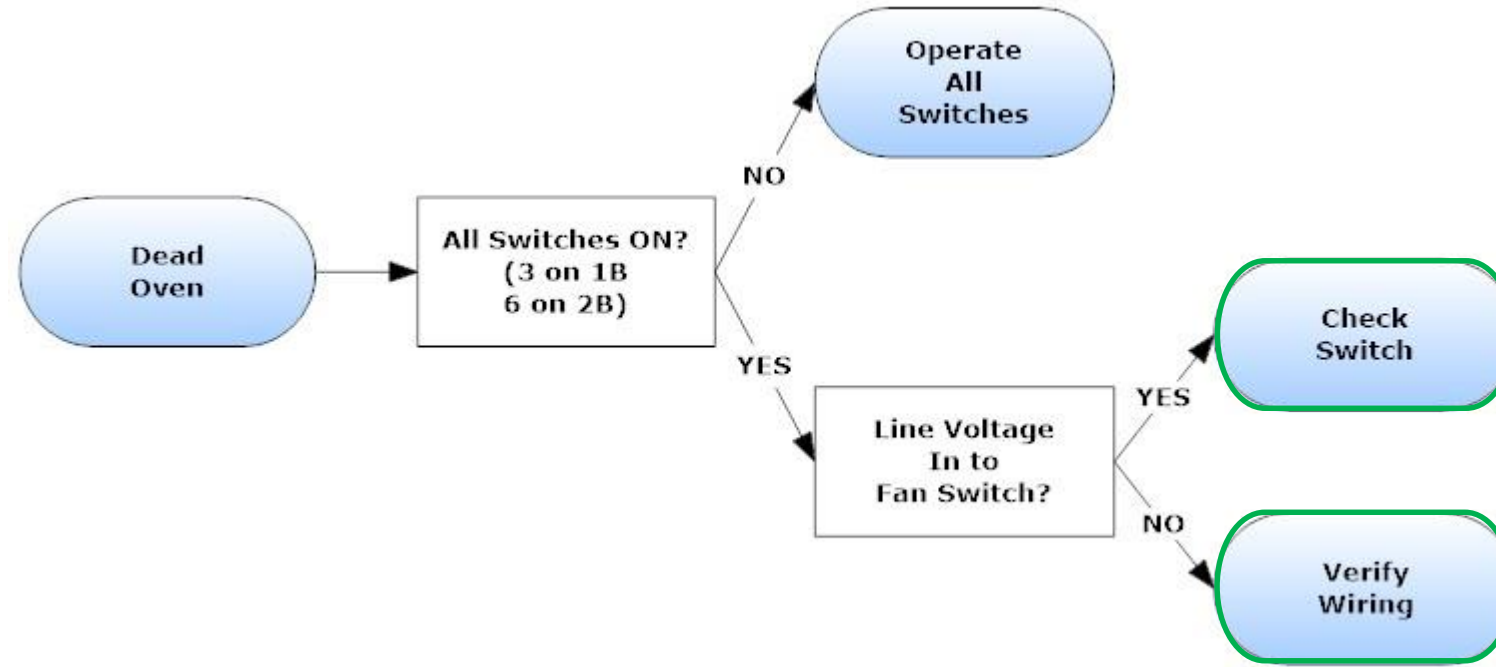 Operate
All
Switches
NO
Dead
Oven
All Switches ON?
(3 on 1B
6 on 2B)
YES
Line Voltage
In to
Fan Switch?
YES
Check
Switch
NO
Verify
Wiring